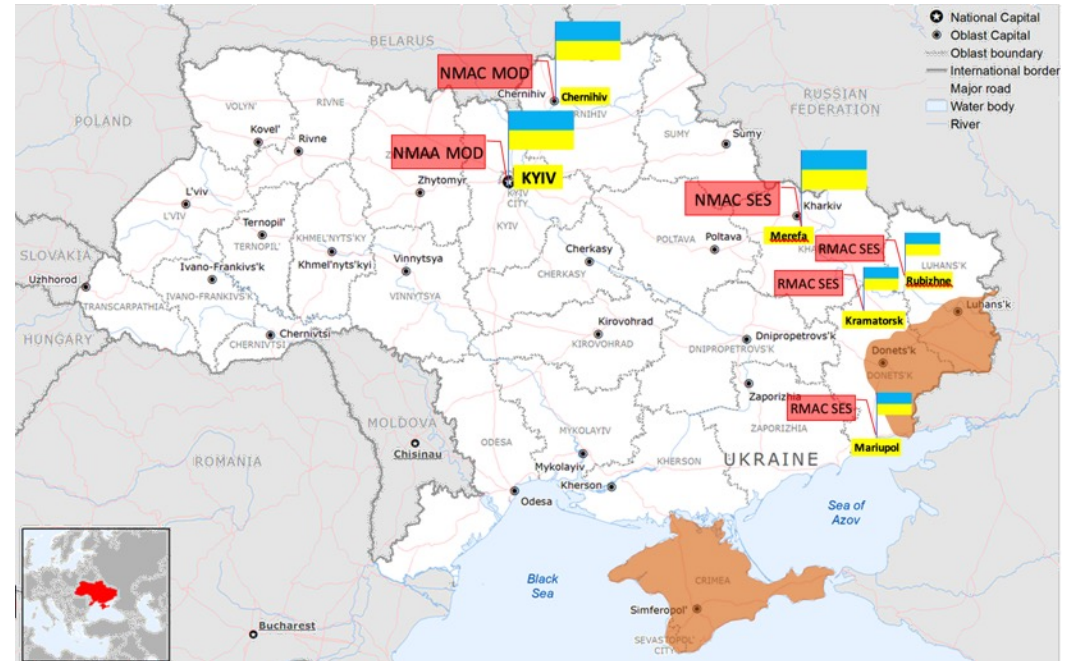 National Capital
Oblast Capital
Oblast boundary
International border
Major road
Water body
River
BELARUS
RUSSIAN
FEDERATION
POLAND
SLOVAKIA
HUNGARY
ROMANIA
MOLDOVA
UKRAINE
NMAC MOD
Chernihiv
Chernihiv
NMAA MOD
KYIV
KYIV
CITY
KYIV
VOLYN'
RIVNE
Kovel'
Rivne
Zhytomyr
SUMY
Sumy
NMAC SES
Kharkiv
Merefa
RMAC SES
Rubizhne
LUHANS'K
RMAC SES
Kramatorsk
Luhans'k
L'viv
L'VIV
Ternopil'
TERNOPIL'
KHMEL'NYTS'KY
Khmel'nyts'kyi
Ivano-Frankivs'k
IVANO-FRANKIVS'K
Uzhhorod
TRANSCARPATHIA
Chernivtsi
CHERNIVTSI
Vinnytsya
VINNYTSYA
Cherkasy
CHERKASY
POLTAVA
Poltava
Kirovohrad
KIROVOHRAD
Dnipropetrovs'k
DNIPROPETROVS'K
Donets'k
DONETS'K
Zaporizhia
ZAPORIZHIA
RMAC SES
Mariupol
ODESA
MYKOLAYIV
Mykolayiv
KHERSON
Kherson
Odesa
Chisinau
Bucharest
Sea of
Azov
Black
Sea
CRIMEA
Simferopol'
SEVASTOPOL'
CITY